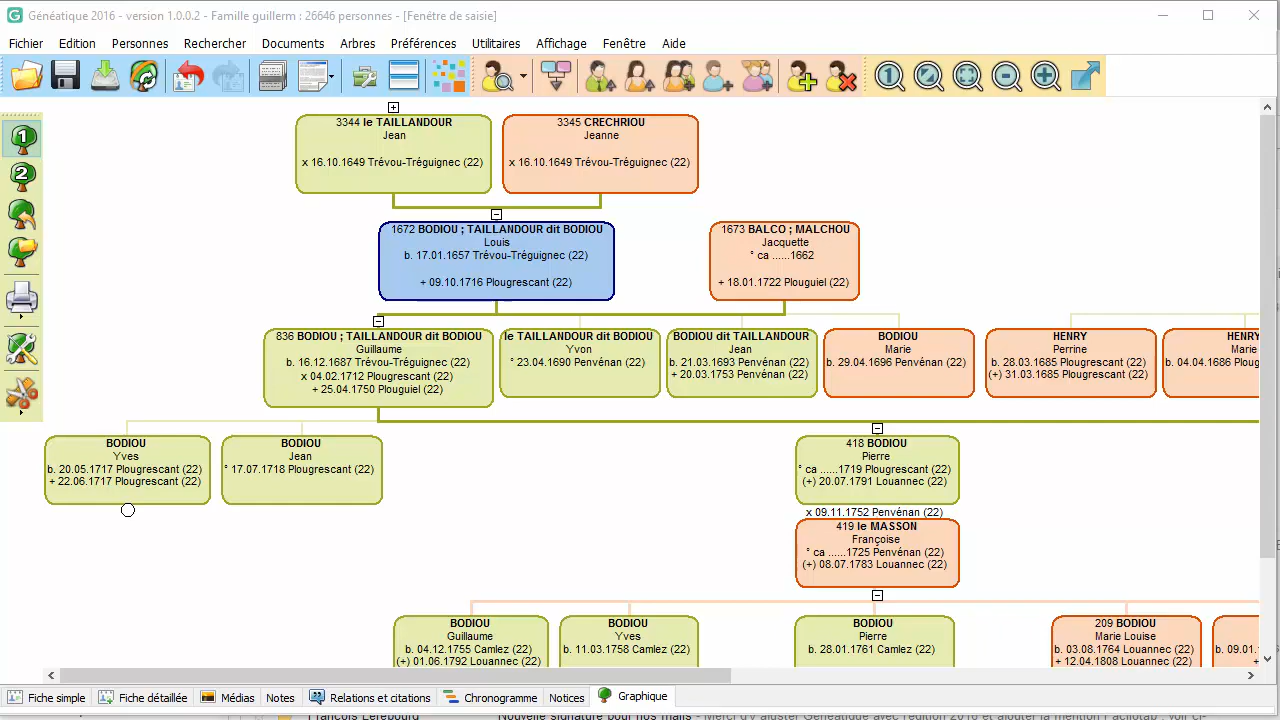 Généatique 2016 - version 1.0.0.2 - Famille guillerm : 26646 personnes - [Fenêtre de saisie]
Fichier Edition Personnes Rechercher Documents Arbres Préférences Utilitaires Affichage Fenêtre Aide
3344 le TAILLANDOUR
Jean
x 16.10.1649 Trévou-Tréguignec (22)
3345 CRECHRIOU
Jeanne
x 16.10.1649 Trévou-Tréguignec (22)
1672 BODIOU ; TAILLANDOUR dit BODIOU
Louis
b. 17.01.1657 Trévou-Tréguignec (22)
+ 09.10.1716 Plougrescant (22)
1673 BALCO ; MALCHOU
Jacquette
° ca ......1662
+ 18.01.1722 Plouguiel (22)
836 BODIOU ; TAILLANDOUR dit BODIOU
Guillaume
b. 16.12.1687 Trévou-Tréguignec (22)
x 04.02.1712 Plougrescant (22)
+ 25.04.1750 Plouguiel (22)
le TAILLANDOUR dit BODIOU
Yvon
° 23.04.1690 Penvénan (22)
BODIOU dit TAILLANDOUR
Jean
b. 21.03.1693 Penvénan (22)
+ 20.03.1753 Penvénan (22)
BODIOU
Marie
b. 29.04.1696 Penvénan (22)
HENRY
Perrine
b. 28.03.1685 Plougrescant (22)
(+) 31.03.1685 Plougrescant (22)
HENRY
Marie
b. 04.04.1686 Ploug
BODIOU
Yves
b. 20.05.1717 Plougrescant (22)
+ 22.06.1717 Plougrescant (22)
BODIOU
Jean
° 17.07.1718 Plougrescant (22)
418 BODIOU
Pierre
° ca ......1719 Plougrescant (22)
(+) 20.07.1791 Louannec (22)
x 09.11.1752 Penvénan (22)
419 le MASSON
Françoise
° ca ......1725 Penvénan (22)
(+) 08.07.1783 Louannec (22)
BODIOU
Guillaume
b. 04.12.1755 Camlez (22)
(+) 01.06.1792 Louannec (22)
BODIOU
Yves
b. 11.03.1758 Camlez (22)
BODIOU
Pierre
b. 28.01.1761 Camlez (22)
209 BODIOU
Marie Louise
b. 03.08.1764 Louannec (22)
+ 12.04.1808 Louannec (22)
b. 09.01.
+
Fiche simple Fiche détaillée Médias Notes Relations et citations Chronogramme Notices Graphique